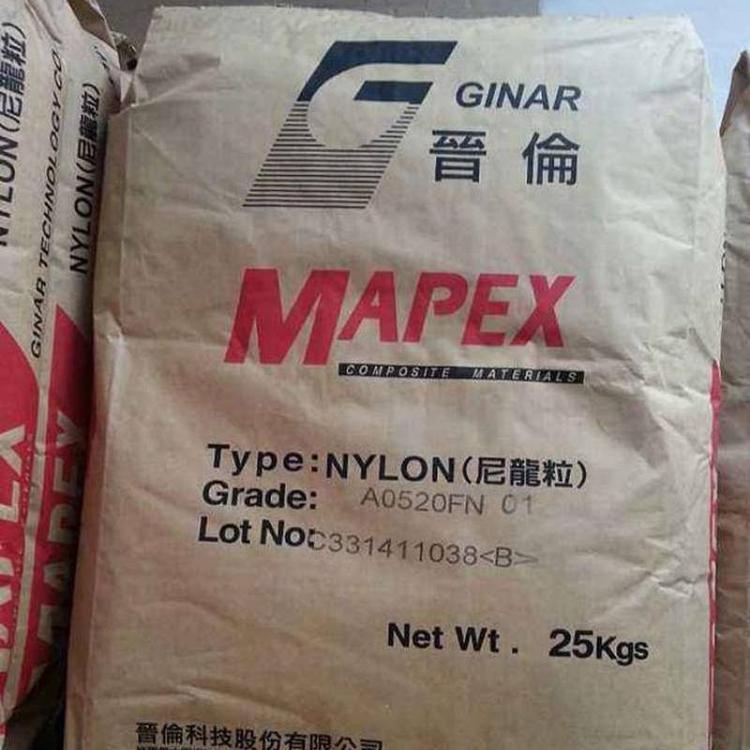 GINAR
晉倫
MAPEX
COMPOSITE MATERIALS
Type:NYLON(尼龍粒)
Grade: A0520FN 01
Lot No:C331411038<B>
Net Wt. 25Kgs
晉倫科技股份有限公司
NYLON(尼龍粒)
GINAR TECHNOLOGY CO
NYLON(尼龍粒)